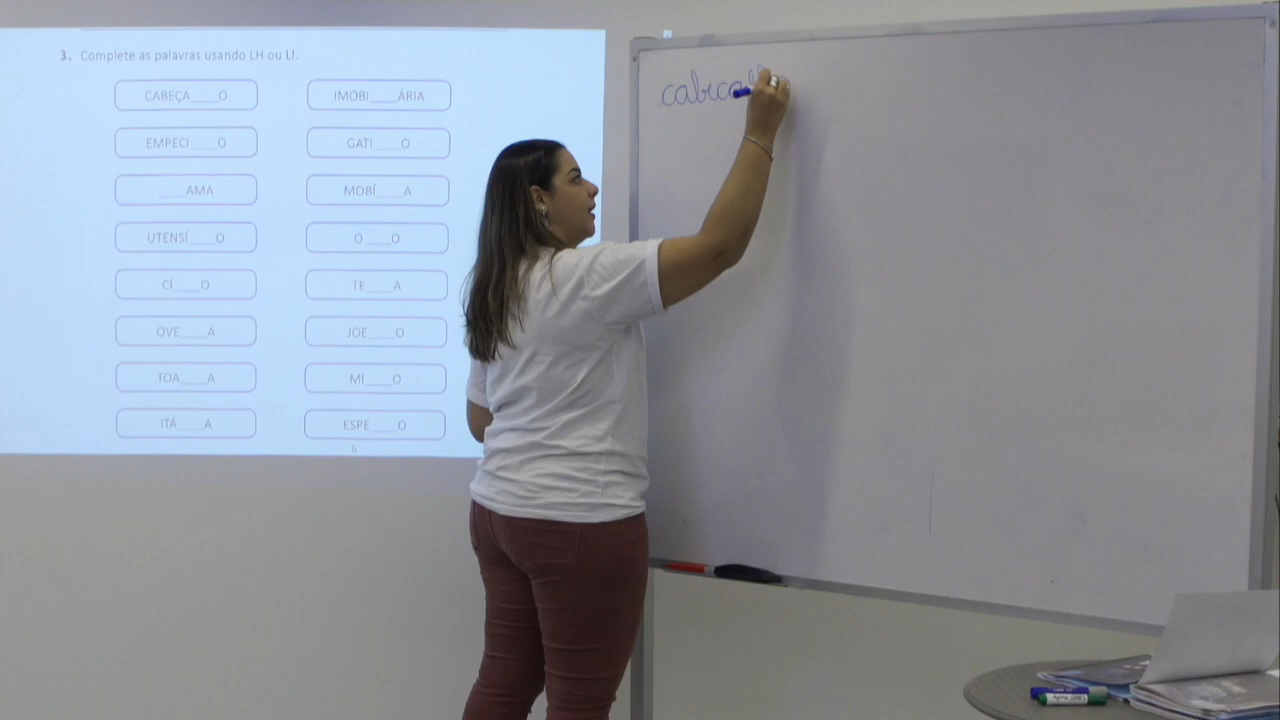 3. Complete as palavras usando LH ou LI.
CABEÇA____O
IMOBI____ÁRIA
EMPECI____O
GATI____O
____AMA
MOBÍ____A
UTENSÍ____O
O____O
CÍ____O
TE____A
OVE____A
JOE____O
TOA____A
MI____O
ITÁ____A
ESPE____O